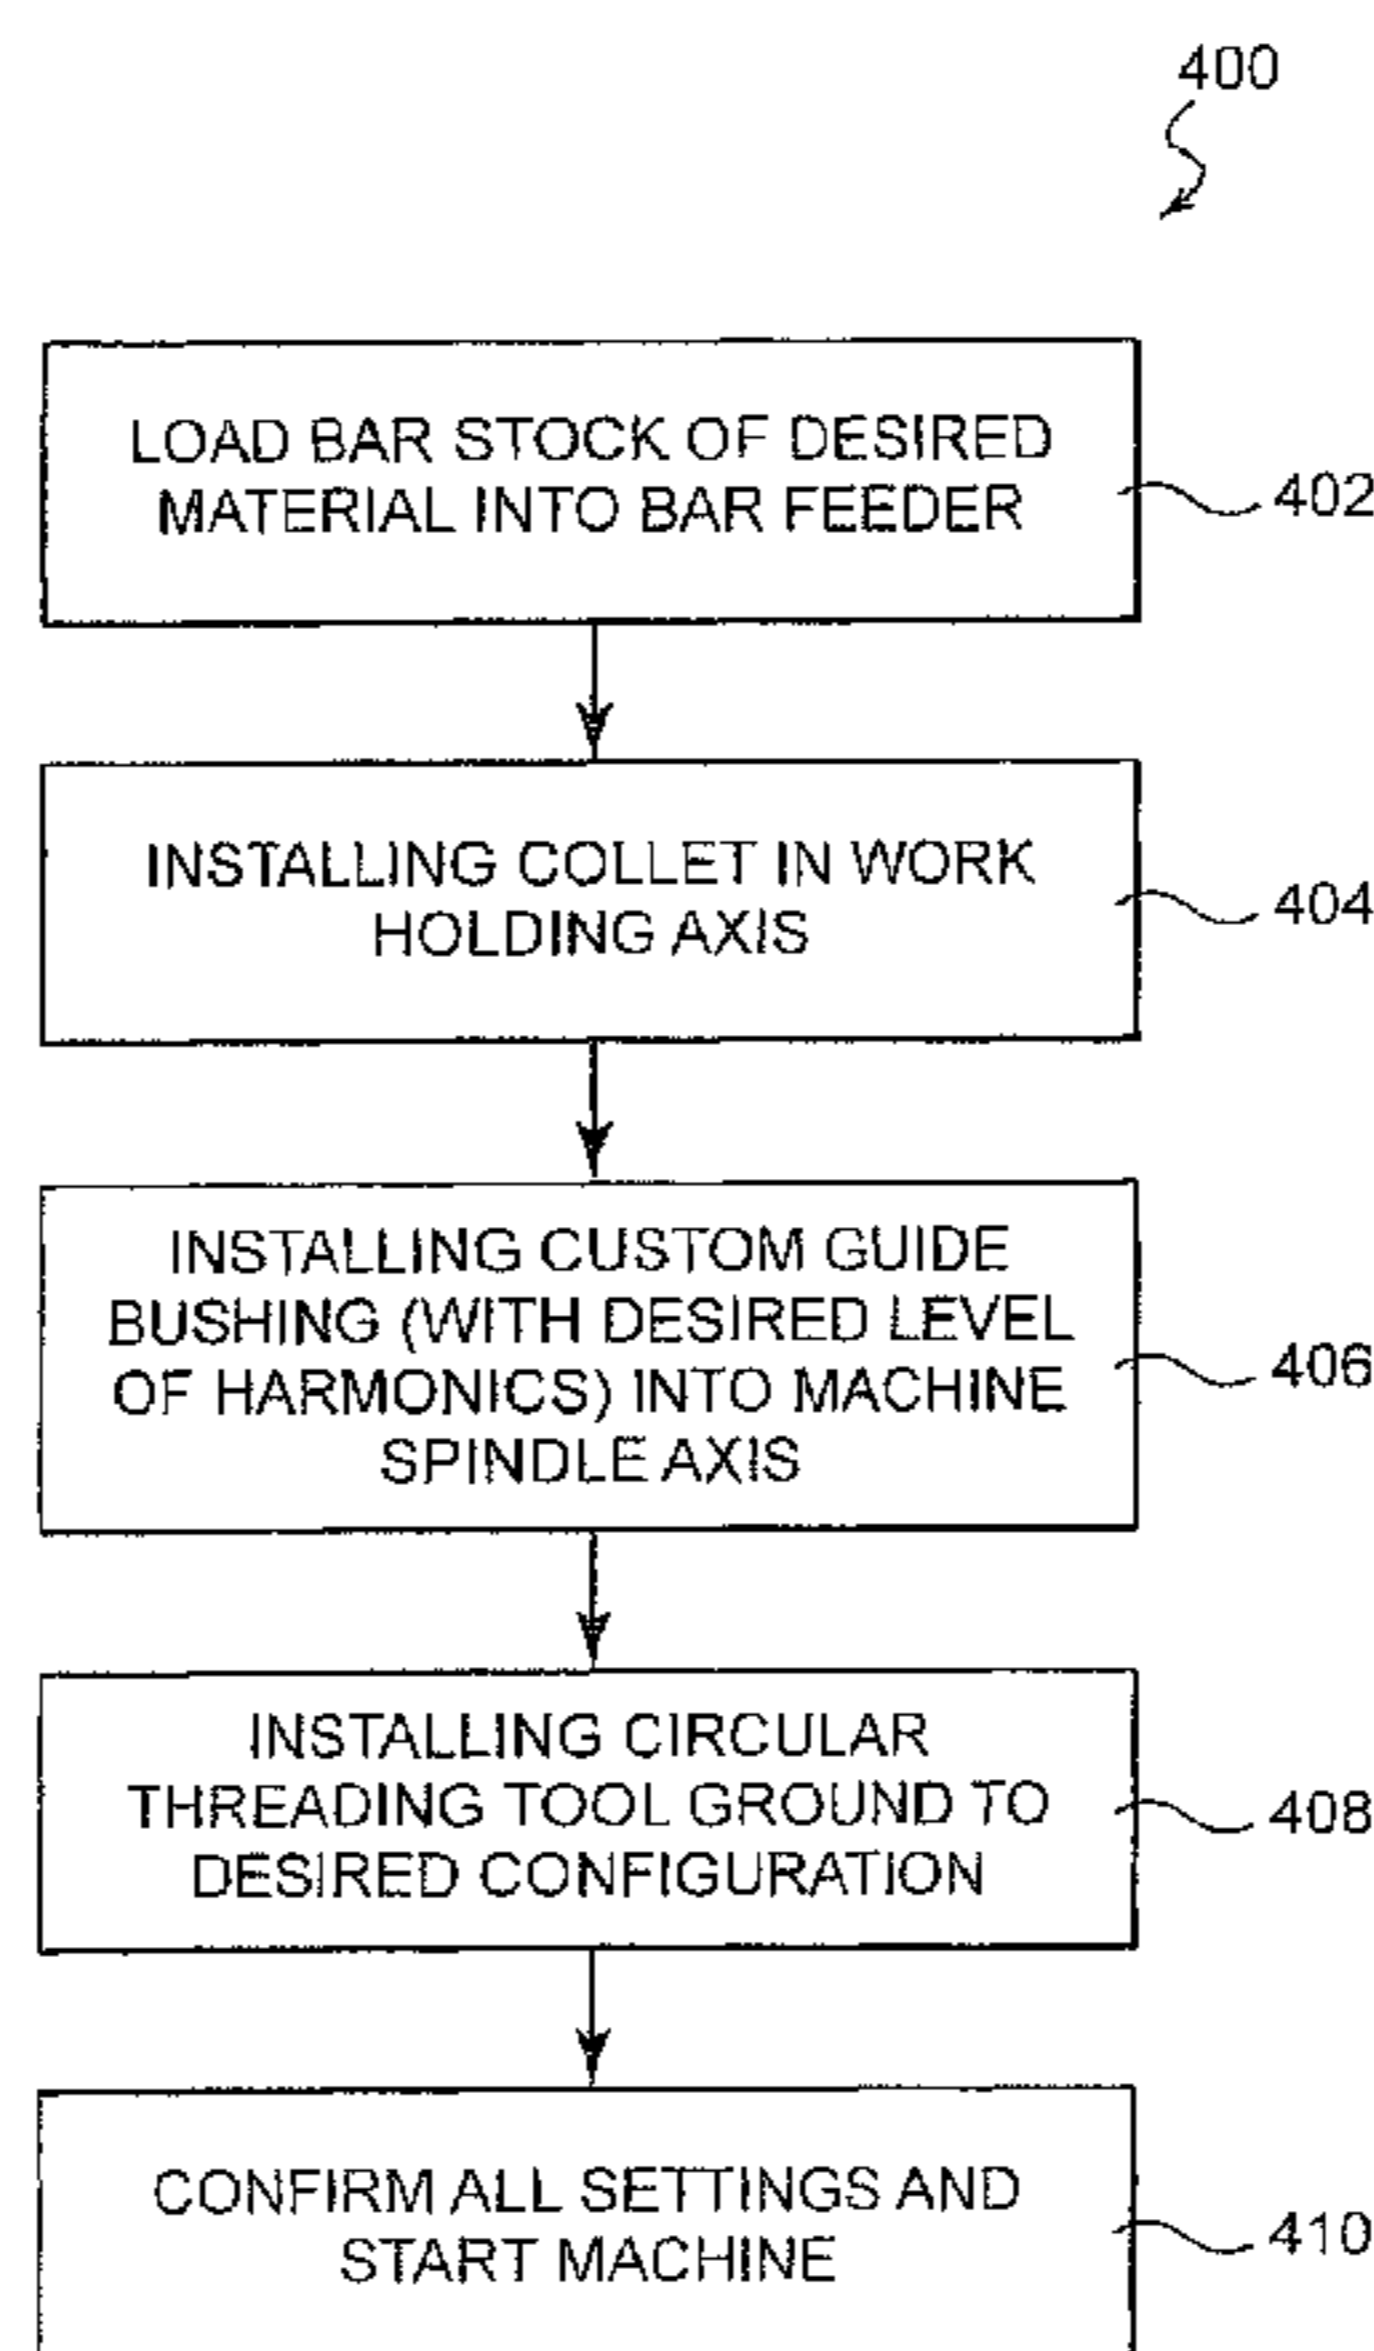 400
LOAD BAR STOCK OF DESIRED
MATERIAL INTO BAR FEEDER
402
INSTALLING COLLET IN WORK
HOLDING AXIS
404
INSTALLING CUSTOM GUIDE
BUSHING (WITH DESIRED LEVEL
OF HARMONICS) INTO MACHINE
SPINDLE AXIS
406
INSTALLING CIRCULAR
THREADING TOOL GROUND TO
DESIRED CONFIGURATION
408
CONFIRM ALL SETTINGS AND
START MACHINE
410